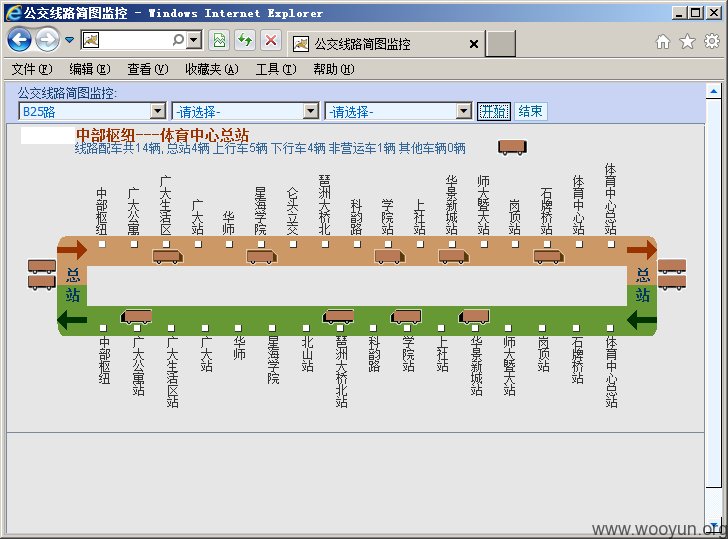 公交线路简图监控 - Windows Internet Explorer
公交线路简图监控
文件(F) 编辑(E) 查看(V) 收藏夹(A) 工具(T) 帮助(H)
公交线路简图监控:
B25路 -请选择- -请选择- 开始 结束
中部枢纽---体育中心总站
线路配车共14辆,总站4辆 上行车5辆 下行车4辆 非营运车1辆 其他车辆0辆
中部枢纽
广大公寓
广大生活区
广大站
华师
星海学院
仑头立交
琶洲大桥北
科韵路
学院站
上社站
华景新城站
师大暨大站
岗顶站
石牌桥站
体育中心站
体育中心总站
总站
总站
中部枢纽
广大公寓站
广大生活区站
广大站
华师
星海学院
北山站
琶洲大桥北站
科韵路
学院站
上社站
华景新城站
师大暨大站
岗顶站
石牌桥站
体育中心总站
www.wooyun.org